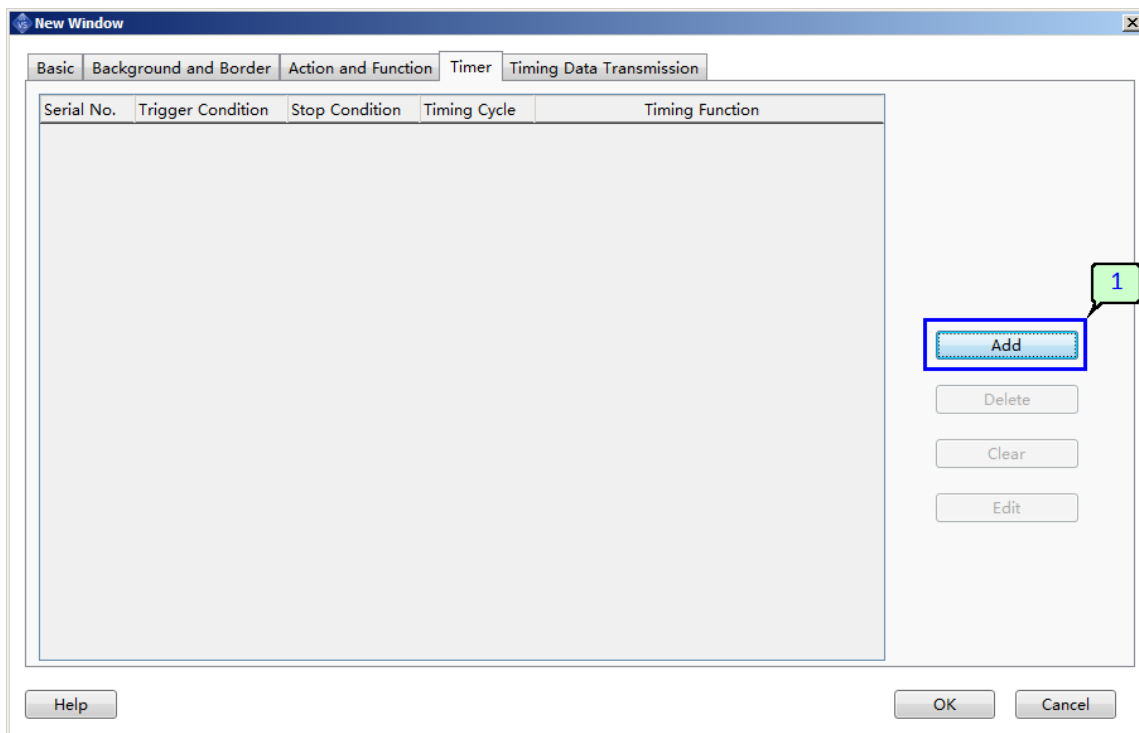 VS New Window
Basic Background and Border Action and Function Timer Timing Data Transmission
Serial No. Trigger Condition Stop Condition Timing Cycle Timing Function
1
Add
Delete
Clear
Edit
Help OK Cancel